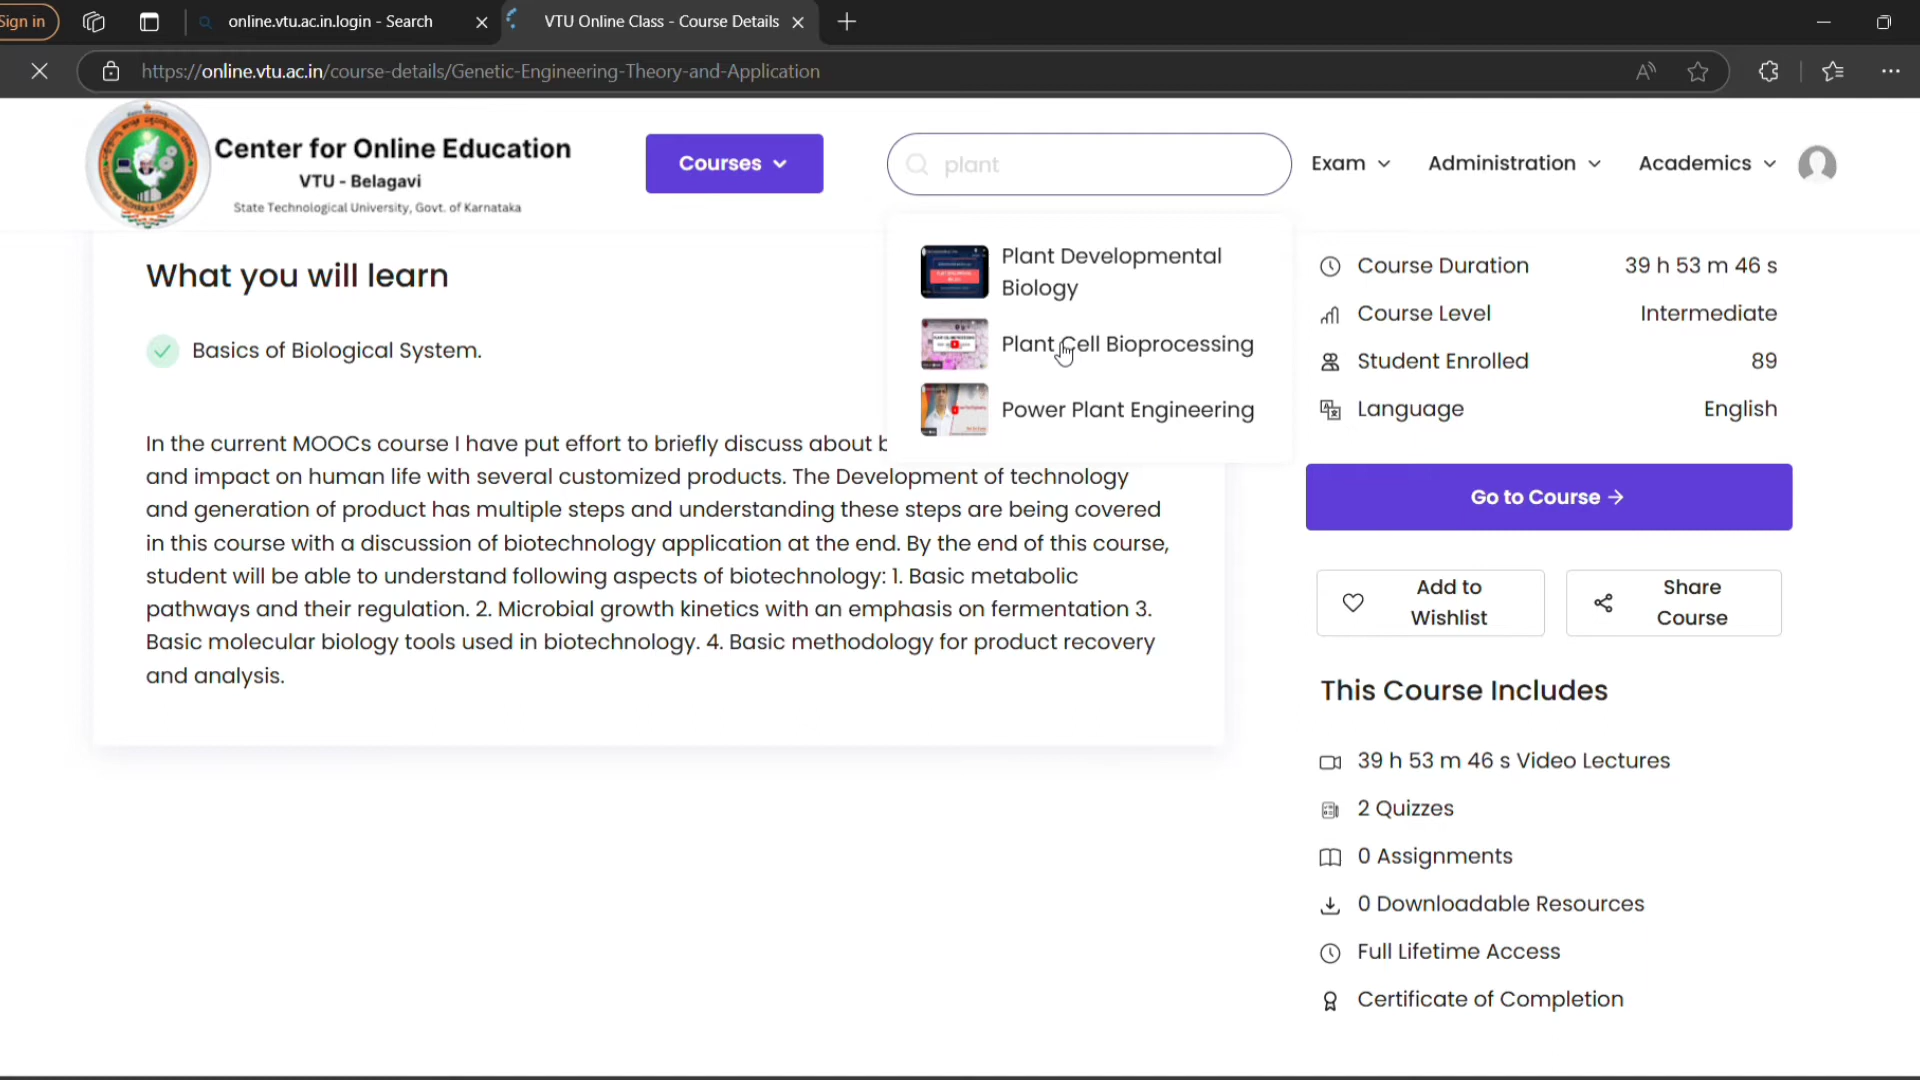 Sign in
online.vtu.ac.in.login - Search
VTU Online Class - Course Details
https://online.vtu.ac.in/course-details/Genetic-Engineering-Theory-and-Application
Center for Online Education
VTU - Belagavi
State Technological University, Govt. of Karnataka
Courses
plant
Exam
Administration
Academics
Plant Developmental
Biology
Plant Cell Bioprocessing
Power Plant Engineering
What you will learn
Basics of Biological System.
In the current MOOCs course I have put effort to briefly discuss about
and impact on human life with several customized products. The Development of technology
and generation of product has multiple steps and understanding these steps are being covered
in this course with a discussion of biotechnology application at the end. By the end of this course,
student will be able to understand following aspects of biotechnology: 1. Basic metabolic
pathways and their regulation. 2. Microbial growth kinetics with an emphasis on fermentation 3.
Basic molecular biology tools used in biotechnology. 4. Basic methodology for product recovery
and analysis.
Course Duration 39 h 53 m 46 s
Course Level Intermediate
Student Enrolled 89
Language English
Go to Course →
Add to
Wishlist
Share
Course
This Course Includes
39 h 53 m 46 s Video Lectures
2 Quizzes
0 Assignments
0 Downloadable Resources
Full Lifetime Access
Certificate of Completion